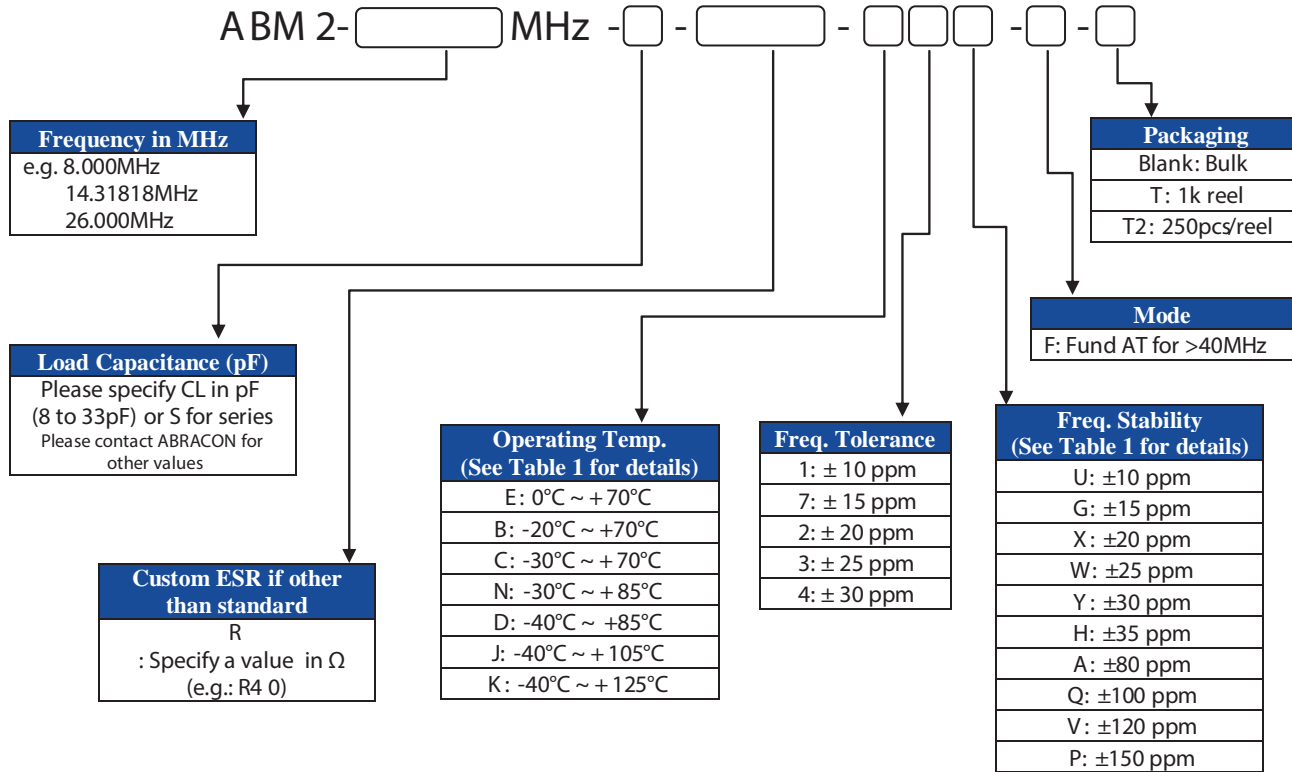 ABM 2- MHz - - - - -
Frequency in MHz
e.g. 8.000MHz
14.31818MHz
26.000MHz
Load Capacitance (pF)
Please specify CL in pF
(8 to 33pF) or S for series
Please contact ABRACON for
other values
Custom ESR if other
than standard
R
: Specify a value in Ω
(e.g.: R4 0)
Operating Temp.
(See Table 1 for details)
E: 0°C ~ +70°C
B: -20°C ~ +70°C
C: -30°C ~ +70°C
N: -30°C ~ +85°C
D: -40°C ~ +85°C
J: -40°C ~ +105°C
K: -40°C ~ +125°C
Freq. Tolerance
1: ± 10 ppm
7: ± 15 ppm
2: ± 20 ppm
3: ± 25 ppm
4: ± 30 ppm
Freq. Stability
(See Table 1 for details)
U: ±10 ppm
G: ±15 ppm
X: ±20 ppm
W: ±25 ppm
Y: ±30 ppm
H: ±35 ppm
A: ±80 ppm
Q: ±100 ppm
V: ±120 ppm
P: ±150 ppm
Mode
F: Fund AT for >40MHz
Packaging
Blank: Bulk
T: 1k reel
T2: 250pcs/reel